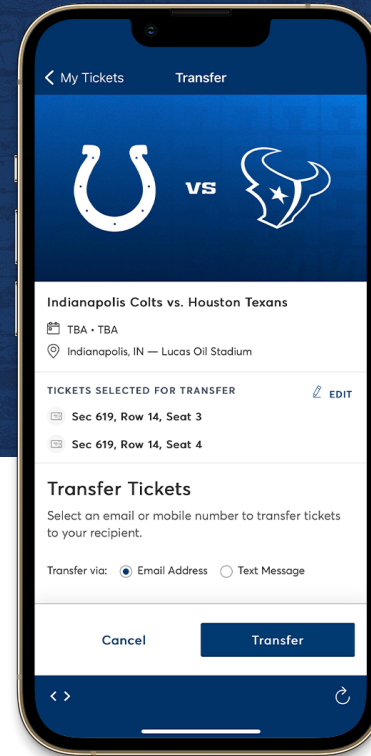 My Tickets
Transfer
vs
Indianapolis Colts vs. Houston Texans
TBA • TBA
Indianapolis, IN — Lucas Oil Stadium
TICKETS SELECTED FOR TRANSFER
EDIT
Sec 619, Row 14, Seat 3
Sec 619, Row 14, Seat 4
Transfer Tickets
Select an email or mobile number to transfer tickets
to your recipient.
Transfer via: Email Address Text Message
Cancel
Transfer